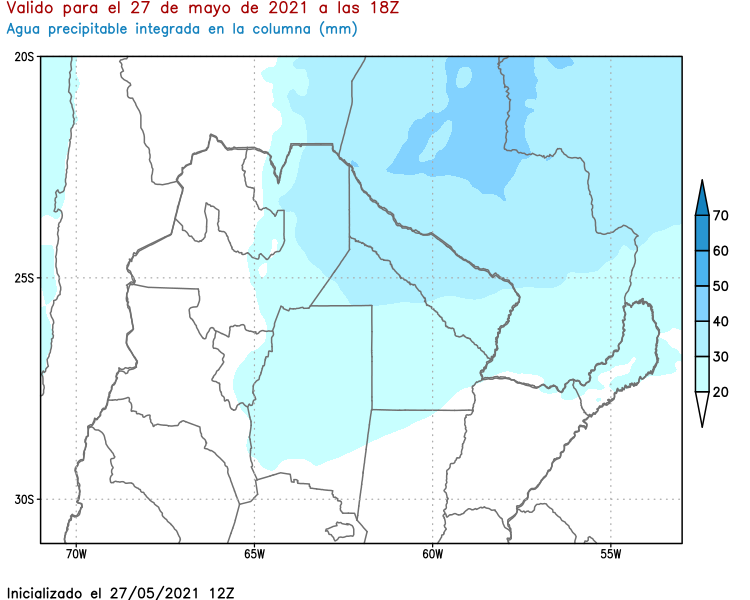 Valido para el 27 de mayo de 2021 a las 18Z
Agua precipitable integrada en la columna (mm)
20S
25S
30S
70W
65W
60W
55W
70
60
50
40
30
20
Inicializado el 27/05/2021 12Z